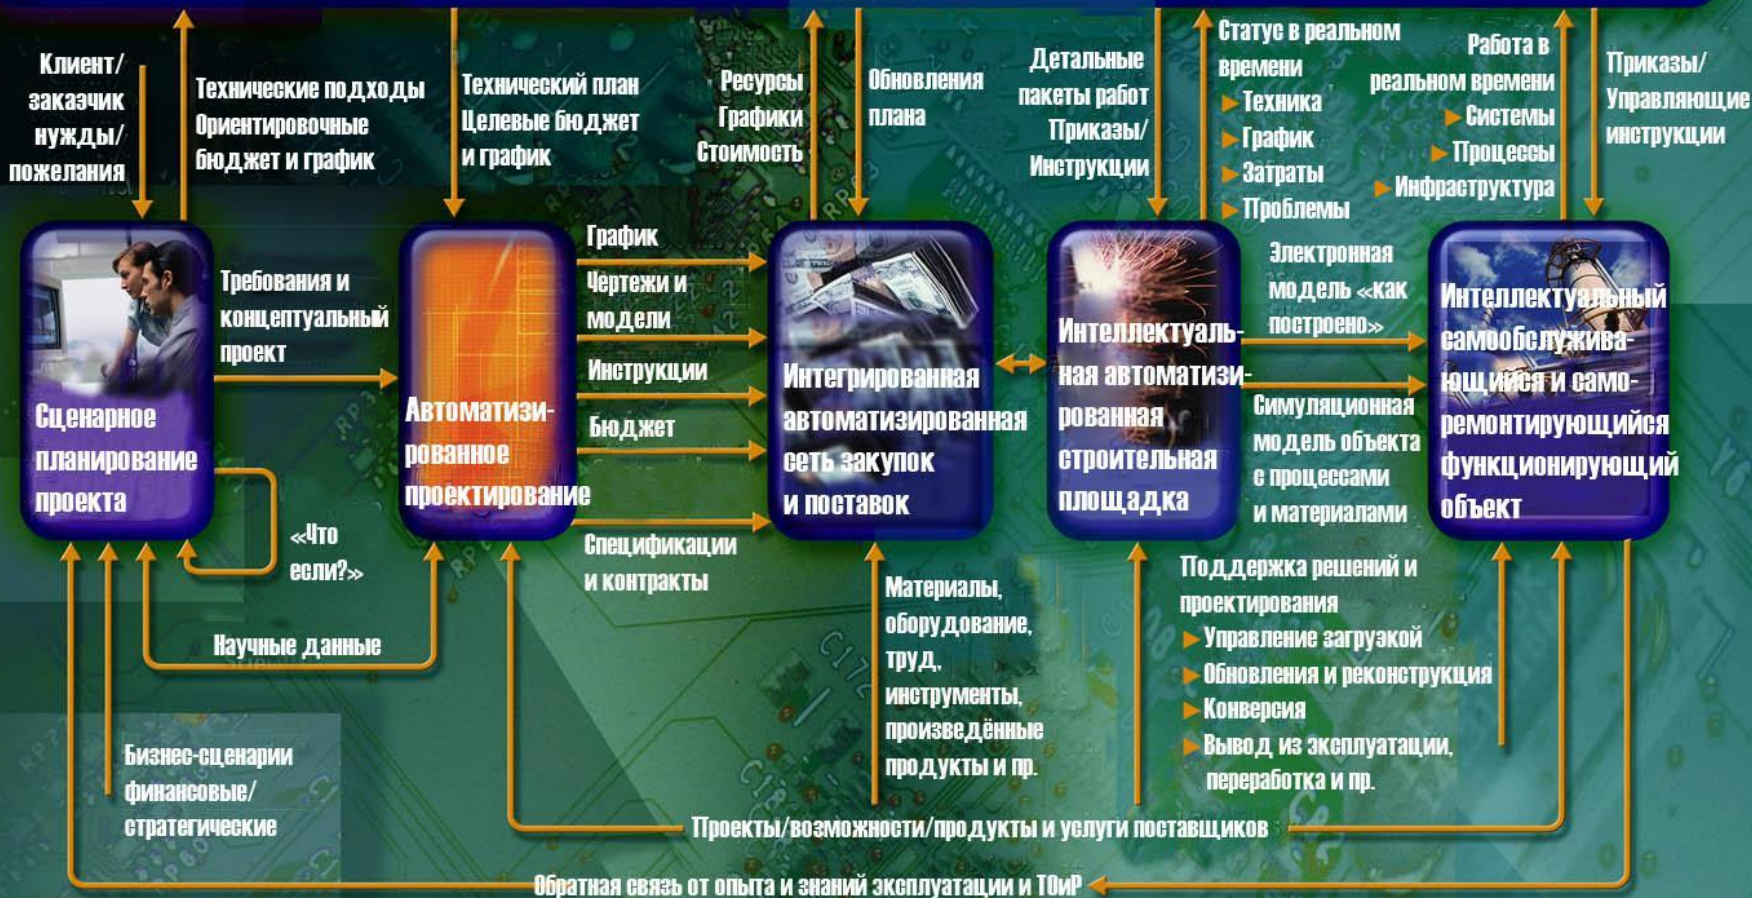 Клиент/
заказчик
нужды/
пожелания
Технические подходы
Ориентировочные
бюджет и график
Технический план
Целевые бюджет
и график
Ресурсы
Графики
Стоимость
Обновления
плана
Детальные
пакеты работ
Приказы/
Инструкции
Статус в реальном
времени
Техника
График
Затраты
Проблемы
Работа в
реальном времени
Системы
Процессы
Инфраструктура
Приказы/
Управляющие
инструкции
Сценарное
планирование
проекта
Требования и
концептуальный
проект
Автоматизи-
рованное
проектирование
График
Чертежи и
модели
Инструкции
Бюджет
Спецификации
и контракты
Интегрированная
автоматизированная
сеть закупок
и поставок
Интеллектуаль-
ная автоматизи-
рованная
строительная
площадка
Электронная
модель «как
построено»
Симуляционная
модель объекта
с процессами
и материалами
Интеллектуальный
самообслужива-
ющийся и само-
ремонтирующийся
функционирующий
объект
«Что
если?»
Научные данные
Бизнес-сценарии
финансовые/
стратегические
Материалы,
оборудование,
труд,
инструменты,
произведённые
продукты и пр.
Поддержка решений и
проектирования
Управление загрузкой
Обновления и реконструкция
Конверсия
Вывод из эксплуатации,
переработка и пр.
Проекты/возможности/продукты и услуги поставщиков
Обратная связь от опыта и знаний эксплуатации и ТОиР